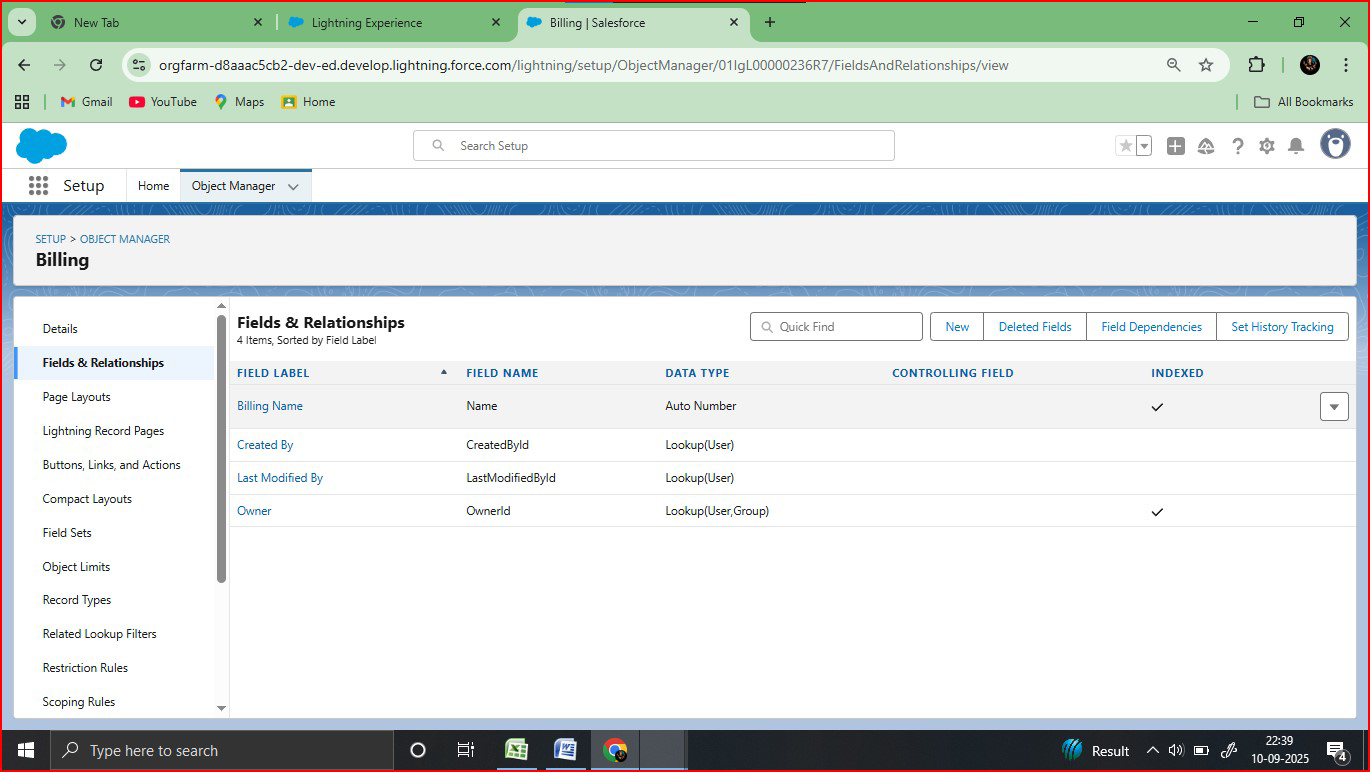 New Tab
Lightning Experience
Billing | Salesforce
orgfarm-d8aaac5cb2-dev-ed.develop.lightning.force.com/lightning/setup/ObjectManager/01IgL00000236R7/FieldsAndRelationships/view
Gmail
YouTube
Maps
Home
All Bookmarks
Search Setup
Setup
Home
Object Manager
SETUP > OBJECT MANAGER
Billing
Details
Fields & Relationships
Page Layouts
Lightning Record Pages
Buttons, Links, and Actions
Compact Layouts
Field Sets
Object Limits
Record Types
Related Lookup Filters
Restriction Rules
Scoping Rules
Fields & Relationships
4 Items, Sorted by Field Label
Quick Find
New
Deleted Fields
Field Dependencies
Set History Tracking
FIELD LABEL FIELD NAME DATA TYPE CONTROLLING FIELD INDEXED
Billing Name Name Auto Number
Created By CreatedById Lookup(User)
Last Modified By LastModifiedById Lookup(User)
Owner OwnerId Lookup(User,Group)
Type here to search
Result
22:39
10-09-2025
4